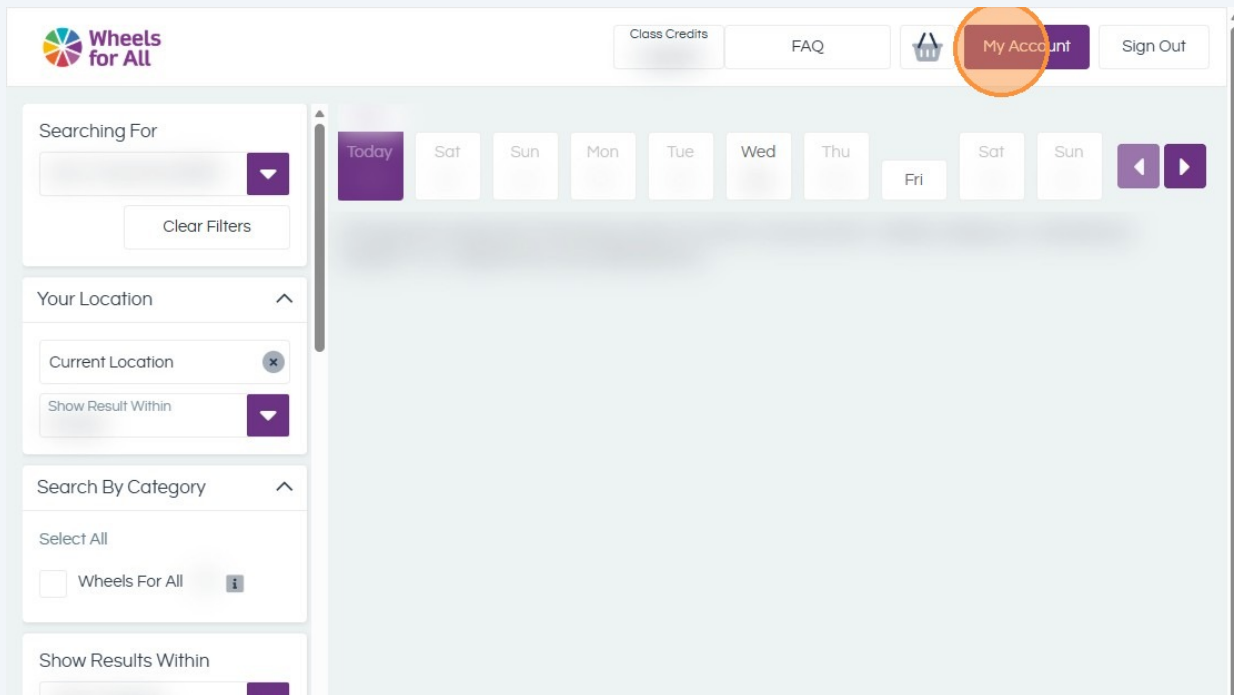 Wheels
for All
Class Credits
FAQ
My Account
Sign Out
Searching For
Clear Filters
Your Location
Current Location
Show Result Within
Search By Category
Select All
Wheels For All
Show Results Within
Today
Sat
Sun
Mon
Tue
Wed
Thu
Fri
Sat
Sun